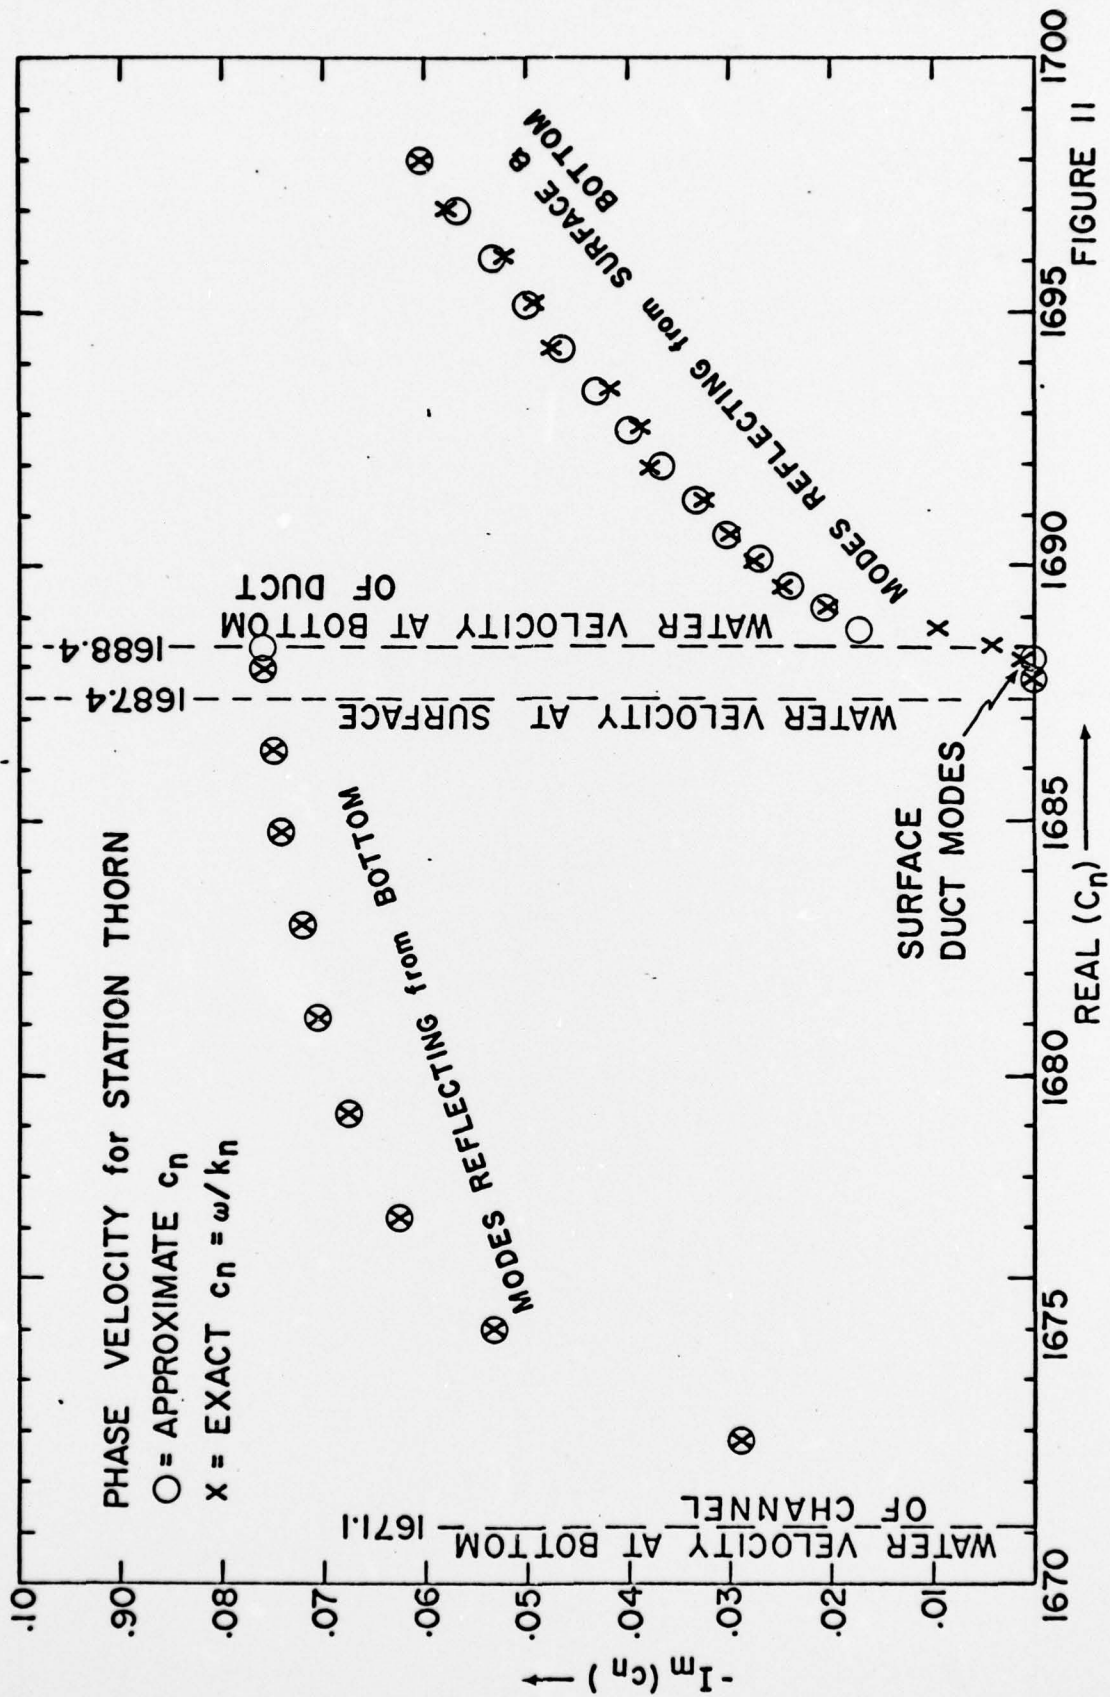 PHASE VELOCITY for STATION THORN
O = APPROXIMATE cn
X = EXACT cn = ω/kn
-Im (cn) →
.10
.90
.08
.07
.06
.05
.04
.03
.02
.01
1670
1675
1680
1685
1690
1695
1700
REAL (Cn) →
1671.1
WATER VELOCITY AT BOTTOM
OF CHANNEL
MODES REFLECTING from BOTTOM
1687.4
WATER VELOCITY AT SURFACE
1688.4
WATER VELOCITY AT BOTTOM
OF DUCT
SURFACE
DUCT MODES
MODES REFLECTING from SURFACE &
BOTTOM
BOTTOM
FIGURE 11